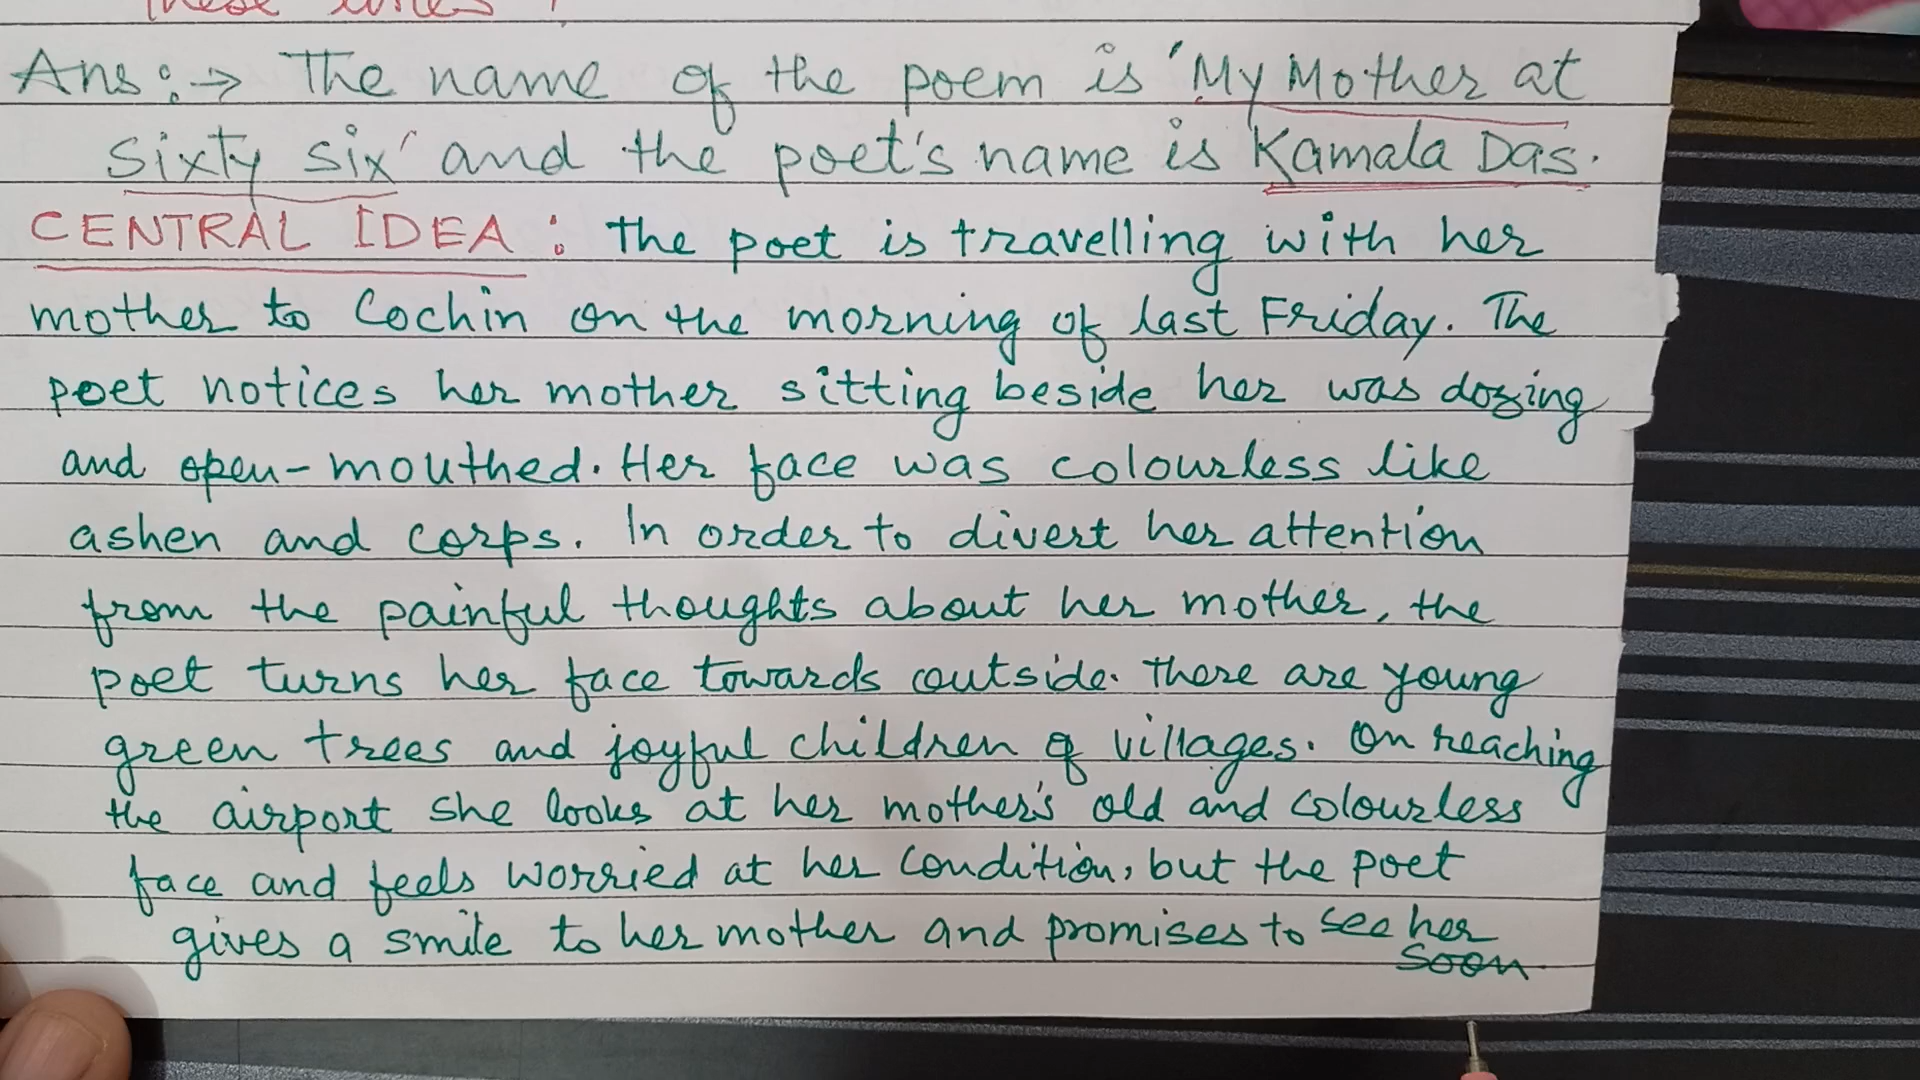 these lines?
Ans:→ The name of the poem is 'My Mother at
sixty six' and the poet's name is Kamala Das.
CENTRAL IDEA: The poet is travelling with her
mother to Cochin on the morning of last Friday. The
poet notices her mother sitting beside her was dozing
and open-mouthed. Her face was colourless like
ashen and corps. In order to divert her attention
from the painful thoughts about her mother, the
poet turns her face towards outside. There are young
green trees and joyful children of villages. On reaching
the airport she looks at her mother's old and colourless
face and feels worried at her condition, but the poet
gives a smile to her mother and promises to see her
soon